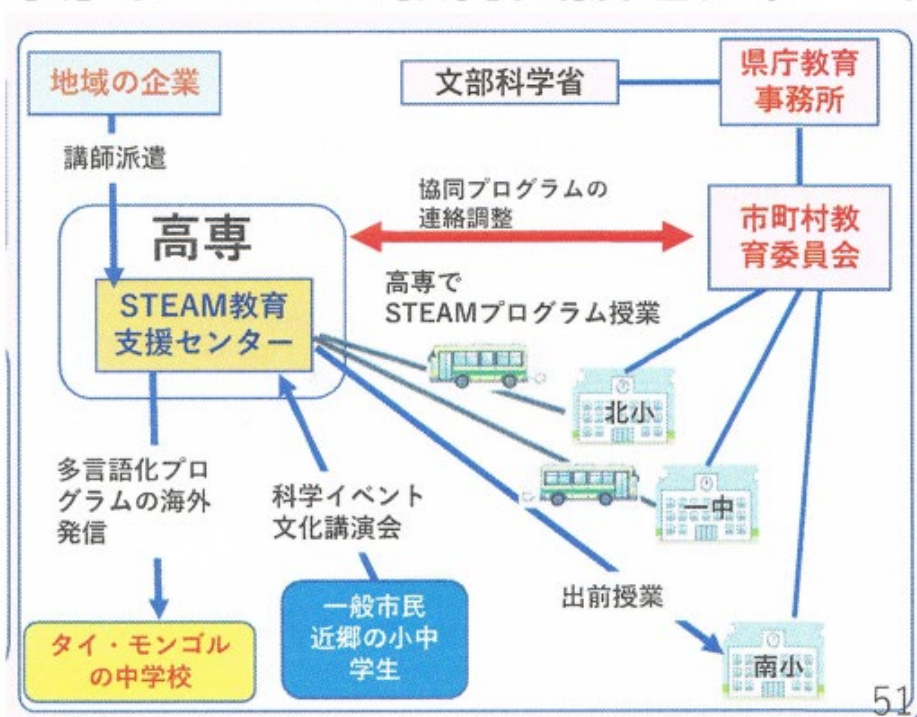 地域の企業
文部科学省
県庁教育
事務所
講師派遣
協同プログラムの
連絡調整
市町村教
育委員会
高専
STEAM教育
支援センター
高専で
STEAMプログラム授業
北小
一中
多言語化プロ
グラムの海外
発信
科学イベント
文化講演会
出前授業
タイ・モンゴル
の中学校
一般市民
近郷の小中
学生
南小
51